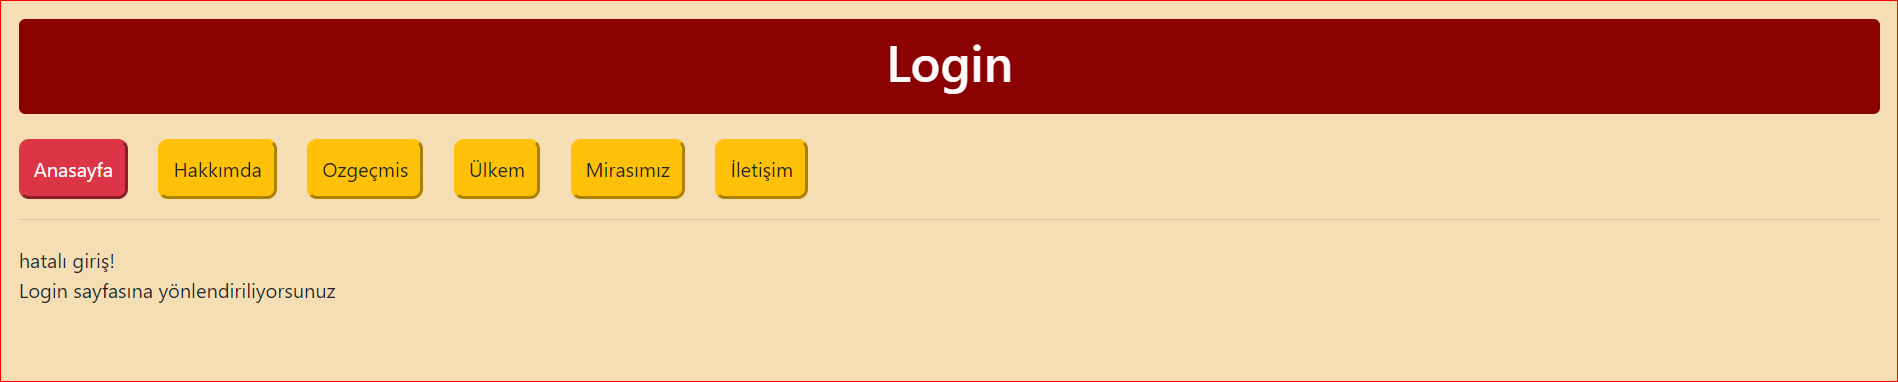 Login
Anasayfa Hakkımda Ozgeçmis Ülkem Mirasımız İletişim
hatalı giriş!
Login sayfasına yönlendiriliyorsunuz